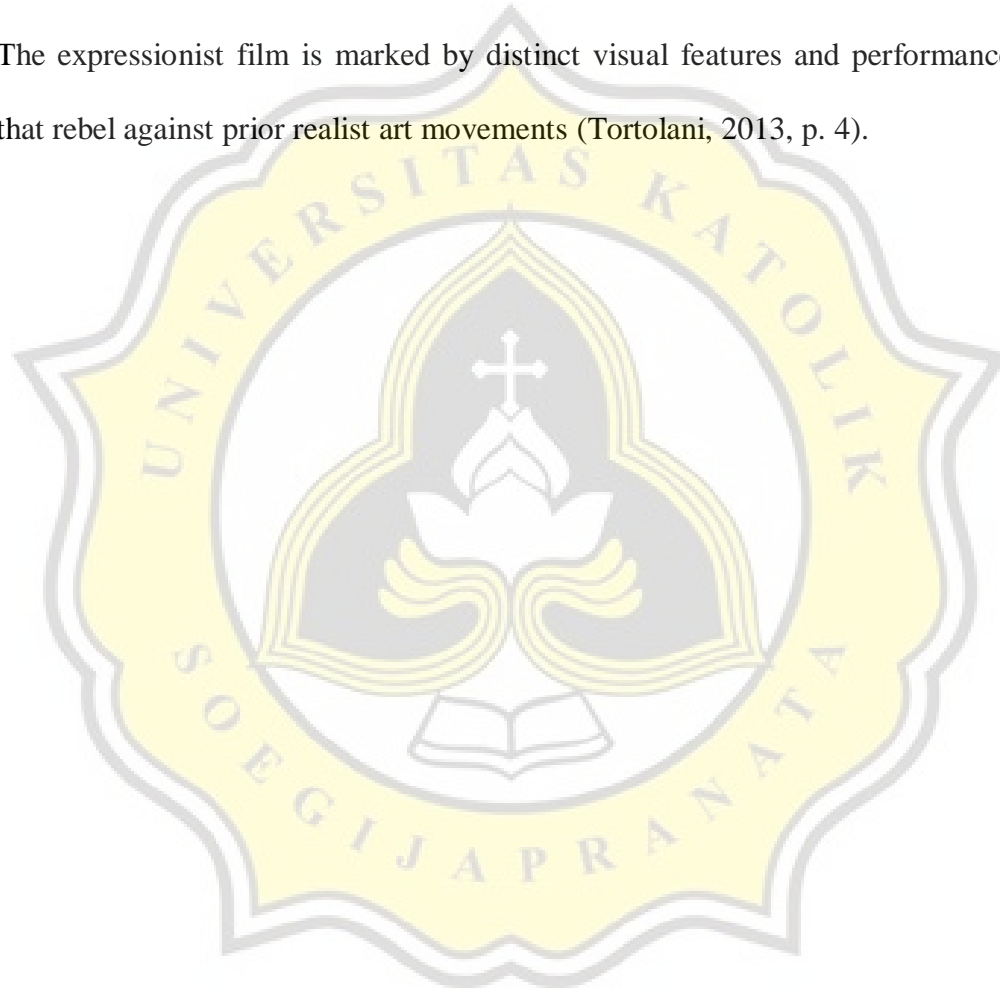 The expressionist film is marked by distinct visual features and performance
that rebel against prior realist art movements (Tortolani, 2013, p. 4).
UNIVERSITAS KATOLIK
SOEGIJAPRANATA